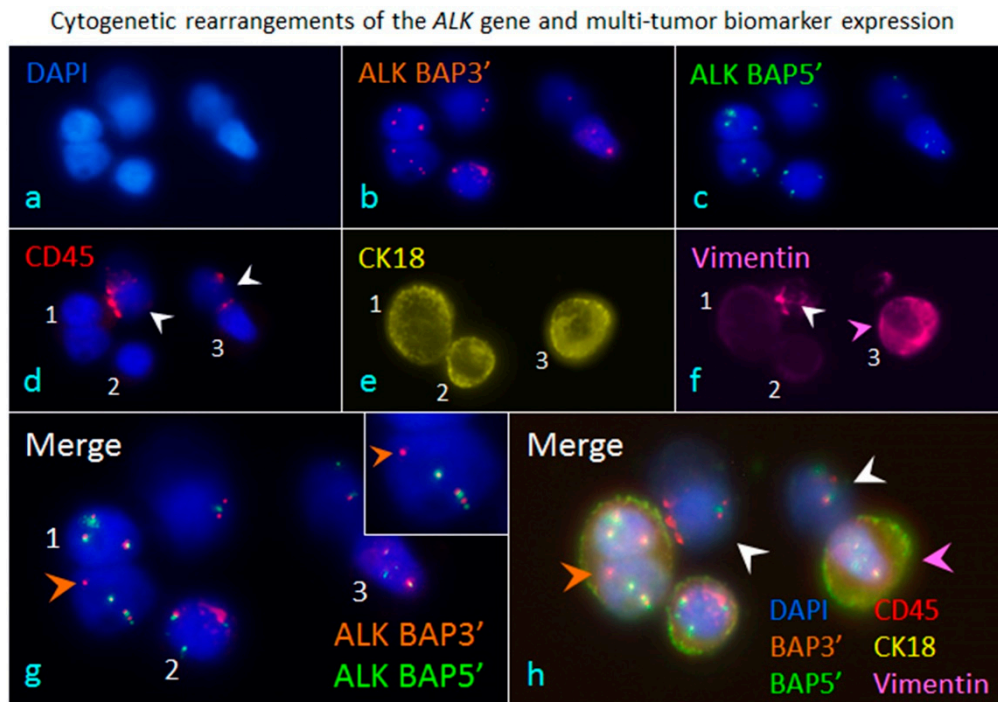 Cytogenetic rearrangements of the ALK gene and multi-tumor biomarker expression
DAPI
a
ALK BAP3’
b
ALK BAP5’
c
CD45
1
2
3
d
CK18
1
2
3
e
Vimentin
1
2
3
f
Merge
1
2
3
ALK BAP3’
ALK BAP5’
g
Merge
DAPI CD45
BAP3’ CK18
BAP5’ Vimentin
h